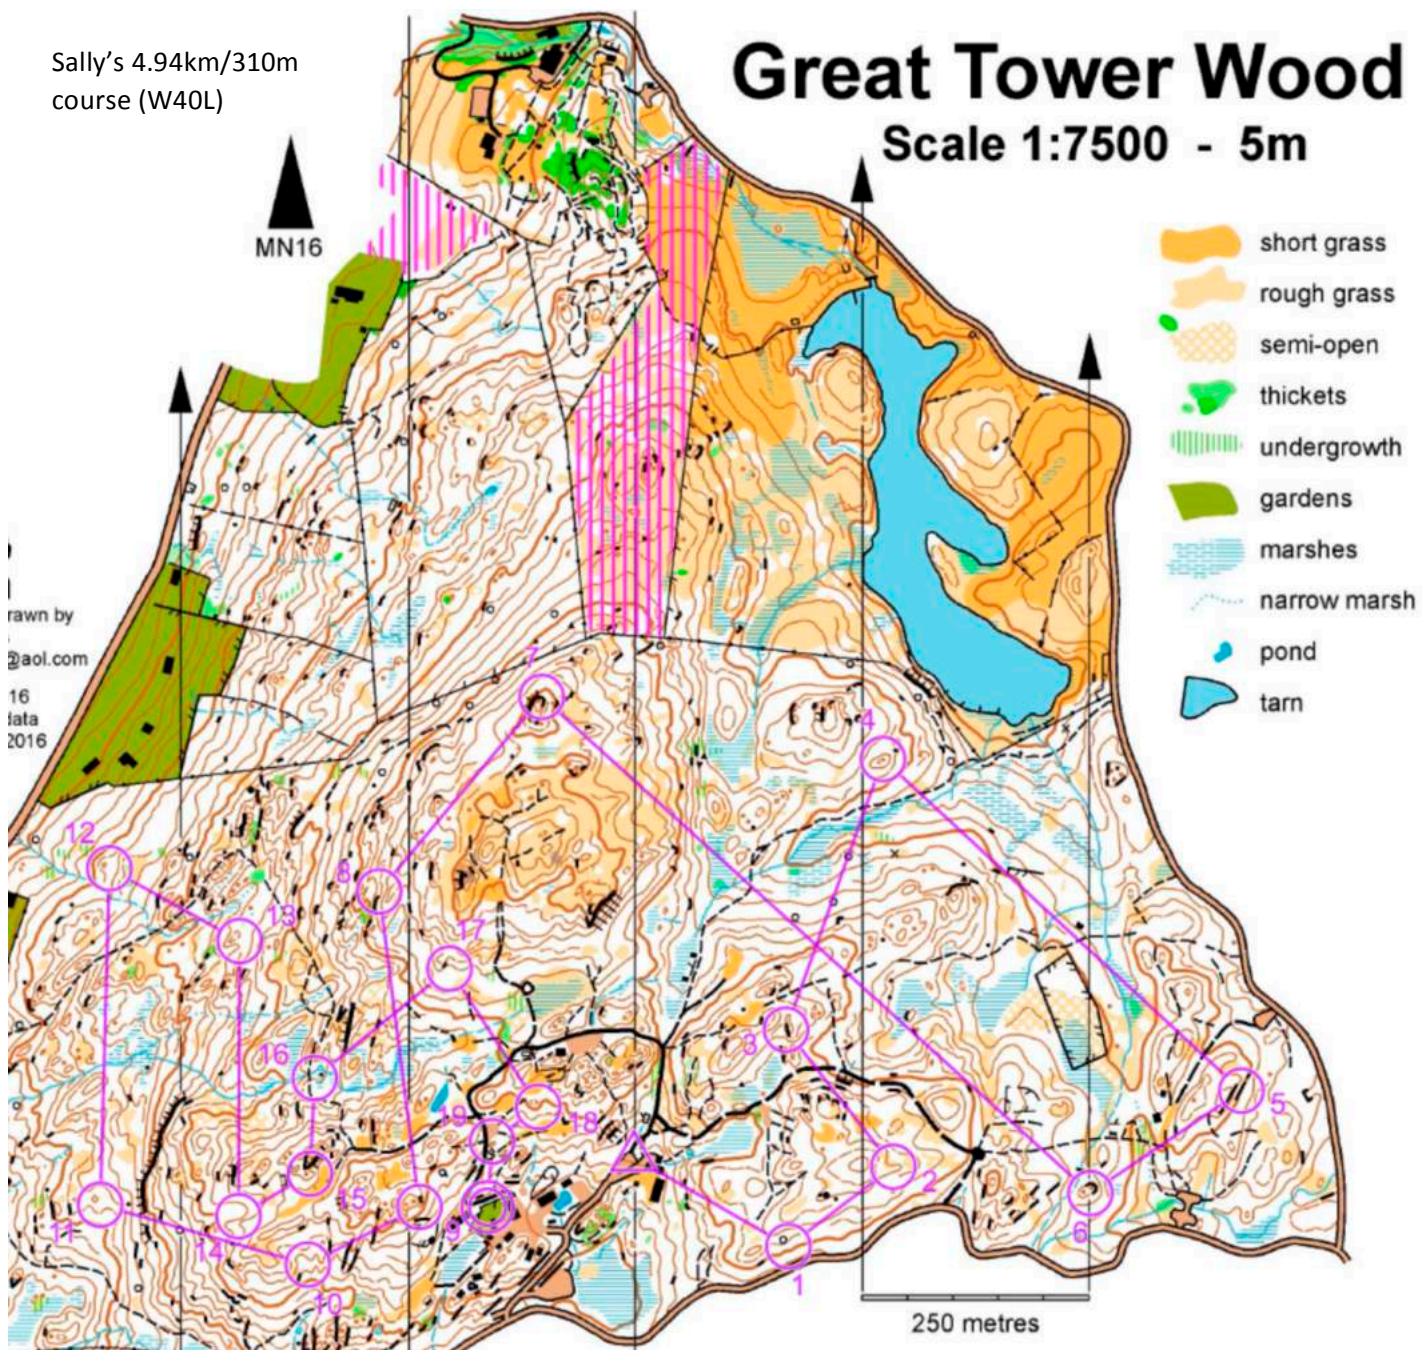 Sally's 4.94km/310m
course (W40L)
Great Tower Wood
Scale 1:7500 - 5m
MN16
short grass
rough grass
semi-open
thickets
undergrowth
gardens
marshes
narrow marsh
pond
tarn
rawn by
@aol.com
16
data
2016
7
4
12
8
13
17
3
16
5
19
18
2
15
11
14
9
6
10
1
250 metres